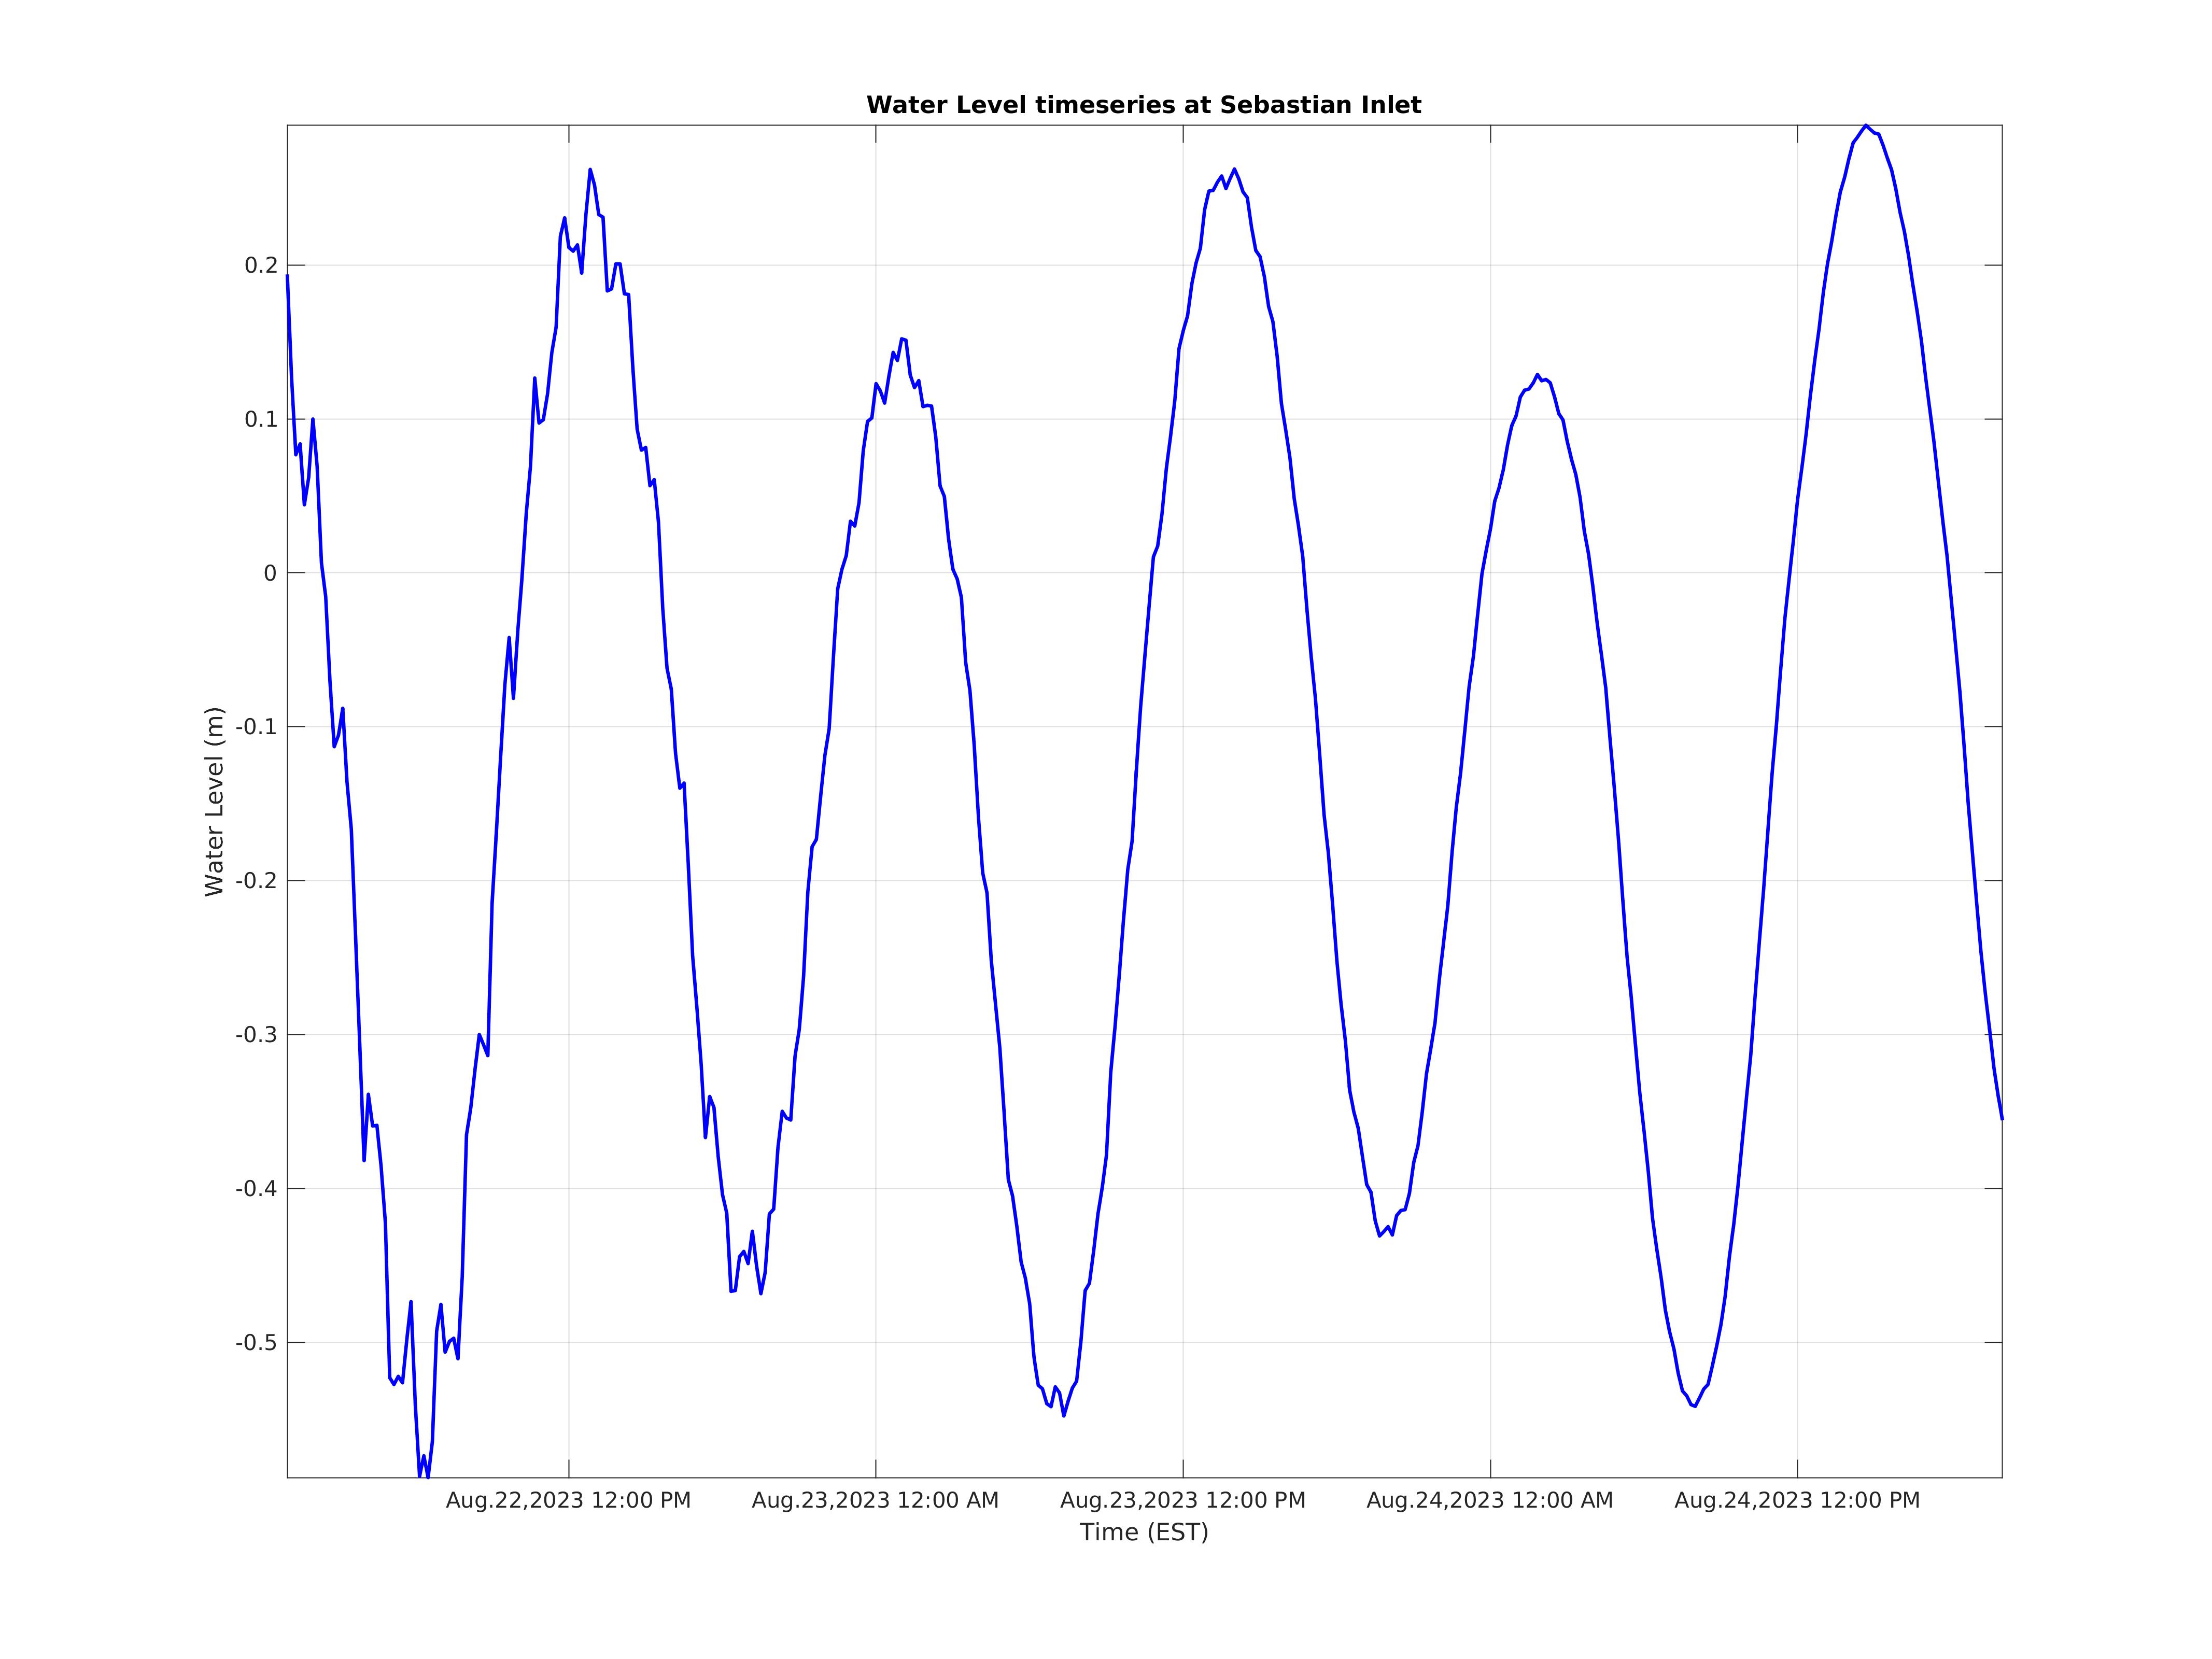 Water Level timeseries at Sebastian Inlet
0.2
0.1
0
-0.1
-0.2
-0.3
-0.4
-0.5
Water Level (m)
Aug.22,2023 12:00 PM Aug.23,2023 12:00 AM Aug.23,2023 12:00 PM Aug.24,2023 12:00 AM Aug.24,2023 12:00 PM
Time (EST)